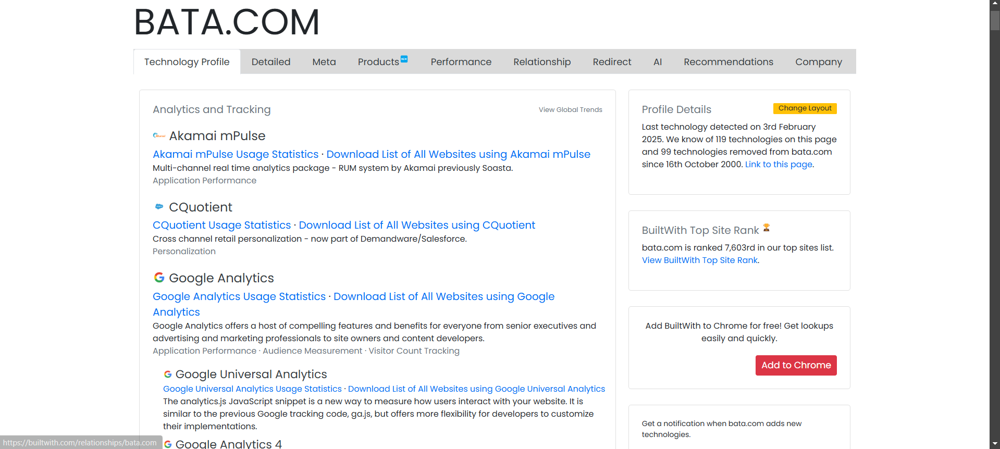 BATA.COM
Technology Profile
Detailed
Meta
Products NEW
Performance
Relationship
Redirect
AI
Recommendations
Company
Analytics and Tracking
View Global Trends
Akamai Akamai mPulse
Akamai mPulse Usage Statistics · Download List of All Websites using Akamai mPulse
Multi-channel real time analytics package - RUM system by Akamai previously Soasta.
Application Performance
CQuotient
CQuotient Usage Statistics · Download List of All Websites using CQuotient
Cross channel retail personalization - now part of Demandware/Salesforce.
Personalization
Google Analytics
Google Analytics Usage Statistics · Download List of All Websites using Google
Analytics
Google Analytics offers a host of compelling features and benefits for everyone from senior executives and
advertising and marketing professionals to site owners and content developers.
Application Performance · Audience Measurement · Visitor Count Tracking
Google Universal Analytics
Google Universal Analytics Usage Statistics · Download List of All Websites using Google Universal Analytics
The analytics.js JavaScript snippet is a new way to measure how users interact with your website. It is
similar to the previous Google tracking code, ga.js, but offers more flexibility for developers to customize
their implementations.
Google Analytics 4
Profile Details
Change Layout
Last technology detected on 3rd February
2025. We know of 119 technologies on this page
and 99 technologies removed from bata.com
since 16th October 2000. Link to this page.
BuiltWith Top Site Rank
bata.com is ranked 7,603rd in our top sites list.
View BuiltWith Top Site Rank.
Add BuiltWith to Chrome for free! Get lookups
easily and quickly.
Add to Chrome
Get a notification when bata.com adds new
technologies.
https://builtwith.com/relationships/bata.com